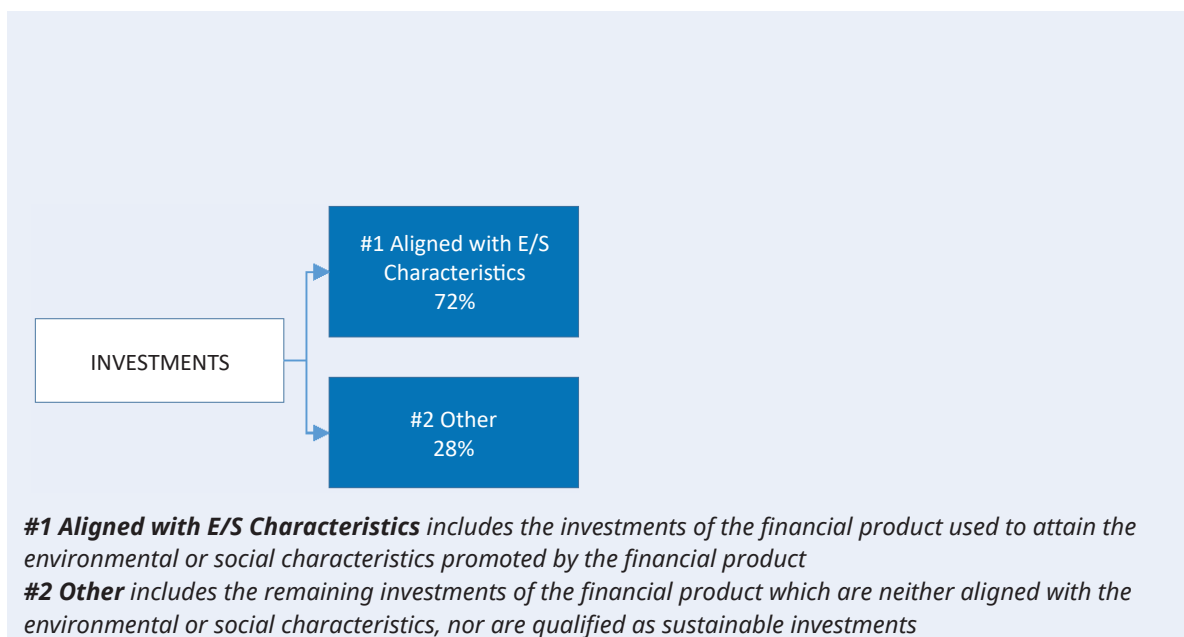 #1 Aligned with E/S
Characteristics
72%
INVESTMENTS
#2 Other
28%
#1 Aligned with E/S Characteristics includes the investments of the financial product used to attain the
environmental or social characteristics promoted by the financial product
#2 Other includes the remaining investments of the financial product which are neither aligned with the
environmental or social characteristics, nor are qualified as sustainable investments